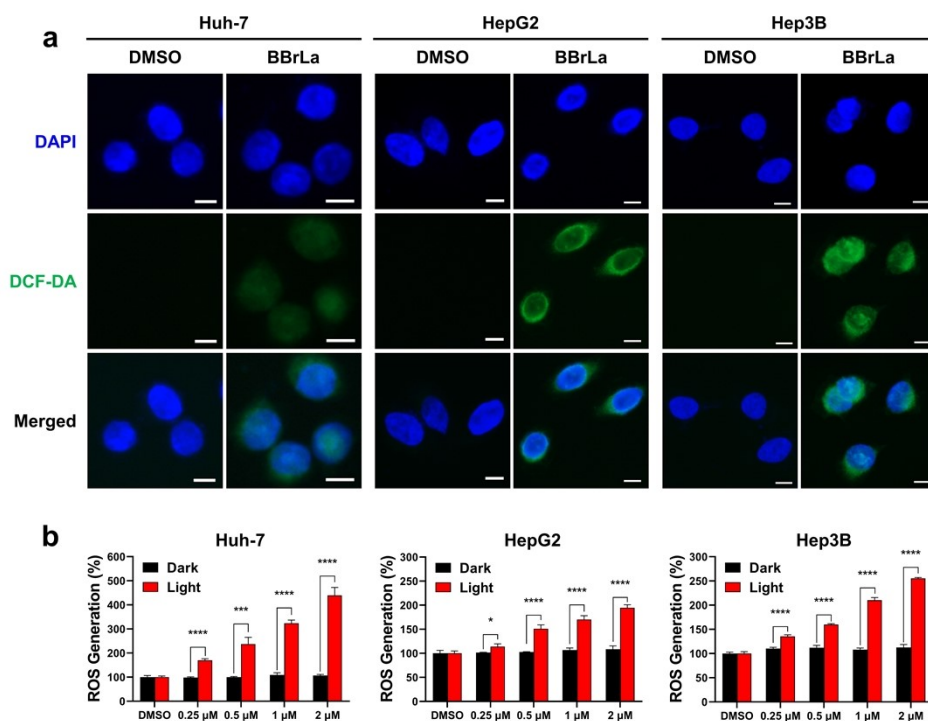 a
Huh-7 HepG2 Hep3B
DMSO BBrLa DMSO BBrLa DMSO BBrLa
DAPI
DCF-DA
Merged
b
Huh-7
ROS Generation (%)
600
500
400
300
200
100
0
Dark
Light
****
***
****
****
DMSO 0.25 μM 0.5 μM 1 μM 2 μM
HepG2
ROS Generation (%)
300
250
200
150
100
50
0
Dark
Light
*
****
****
****
DMSO 0.25 μM 0.5 μM 1 μM 2 μM
Hep3B
ROS Generation (%)
300
250
200
150
100
50
0
Dark
Light
****
****
****
****
DMSO 0.25 μM 0.5 μM 1 μM 2 μM